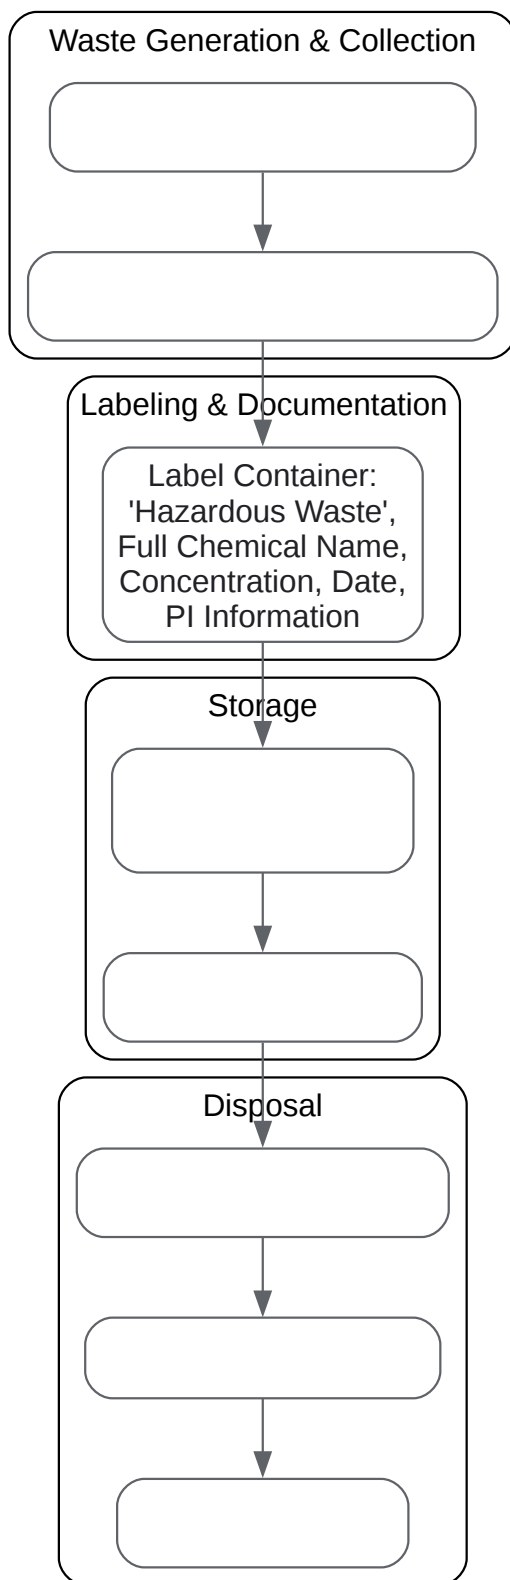 Waste Generation & Collection
Labeling & Documentation
Label Container:
'Hazardous Waste',
Full Chemical Name,
Concentration, Date,
PI Information
Storage
Disposal